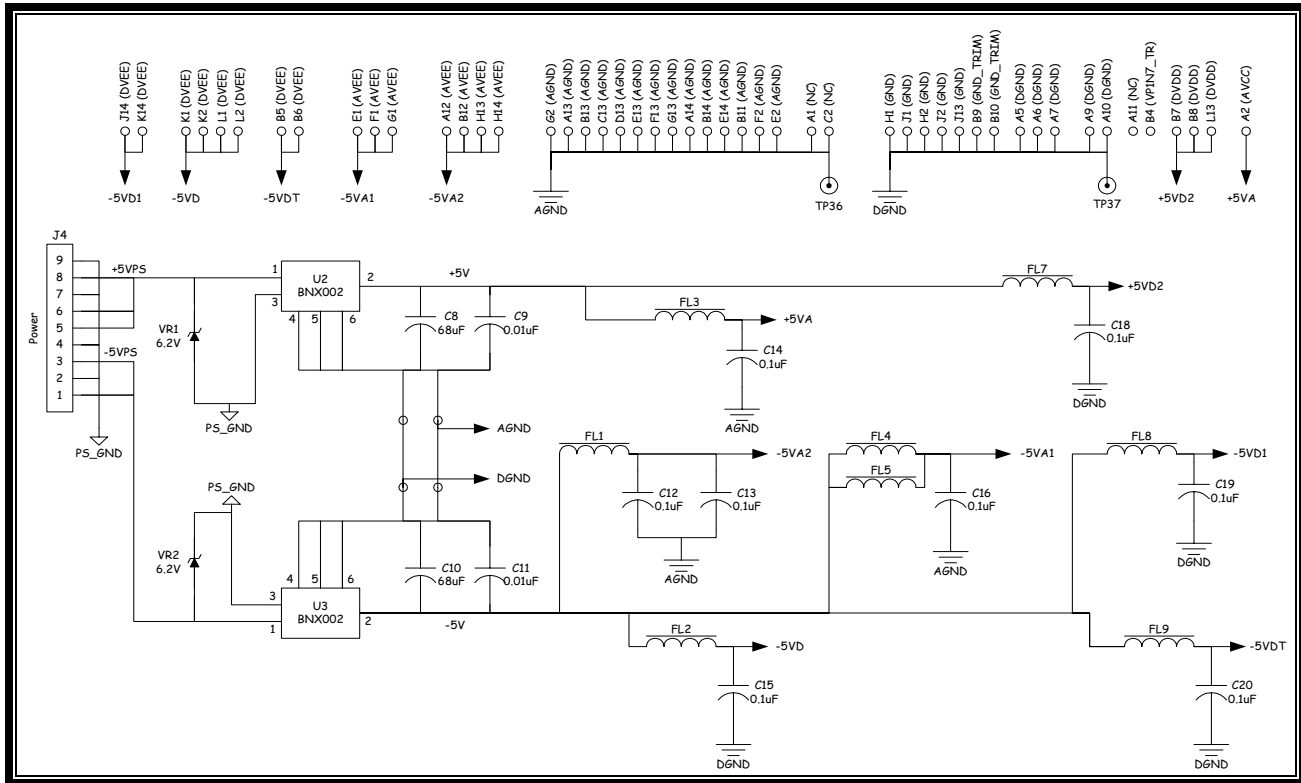 J14 (DVEE)
K14 (DVEE)
K1 (DVEE)
K2 (DVEE)
L1 (DVEE)
L2 (DVEE)
B5 (DVEE)
B6 (DVEE)
E1 (AVEE)
F1 (AVEE)
G1 (AVEE)
A12 (AVEE)
B12 (AVEE)
H13 (AVEE)
H14 (AVEE)
G2 (AGND)
A13 (AGND)
B13 (AGND)
C13 (AGND)
D13 (AGND)
E13 (AGND)
F13 (AGND)
G13 (AGND)
A14 (AGND)
B14 (AGND)
E14 (AGND)
B11 (AGND)
F2 (AGND)
E2 (AGND)
A1 (NC)
C2 (NC)
H1 (GND)
J1 (GND)
H2 (GND)
J2 (GND)
J13 (GND)
B9 (GND_TRIM)
B10 (GND_TRIM)
A5 (DGND)
A6 (DGND)
A7 (DGND)
A9 (DGND)
A10 (DGND)
A11 (NC)
B4 (VPIN7_TR)
B7 (DVDD)
B8 (DVDD)
L13 (DVDD)
A2 (AVCC)
-5VD1
-5VD
-5VDT
-5VA1
-5VA2
AGND
TP36
DGND
TP37
+5VD2
+5VA
J4
Power
9
8
7
6
5
4
3
2
1
+5VPS
-5VPS
PS_GND
VR1
6.2V
PS_GND
1
3
U2
BNX002
2
4
5
6
+5V
C8
68uF
C9
0.01uF
FL3
+5VA
C14
0.1uF
AGND
FL7
+5VD2
C18
0.1uF
DGND
AGND
DGND
PS_GND
VR2
6.2V
4
5
6
3
1
U3
BNX002
2
-5V
C10
68uF
C11
0.01uF
FL1
-5VA2
C12
0.1uF
C13
0.1uF
AGND
FL4
FL5
-5VA1
C16
0.1uF
AGND
FL8
-5VD1
C19
0.1uF
DGND
FL2
-5VD
C15
0.1uF
DGND
FL9
-5VDT
C20
0.1uF
DGND